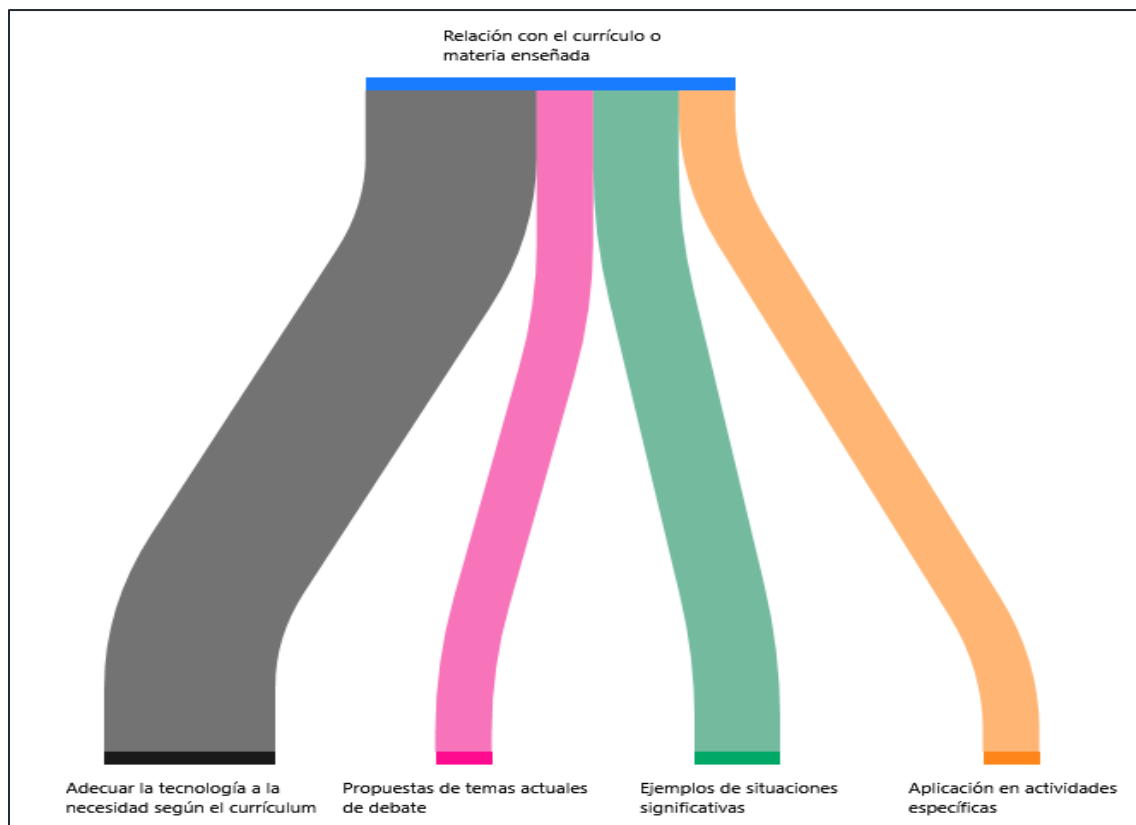 Relación con el currículo o
materia enseñada
Adecuar la tecnología a la
necesidad según el currículum
Propuestas de temas actuales
de debate
Ejemplos de situaciones
significativas
Aplicación en actividades
específicas